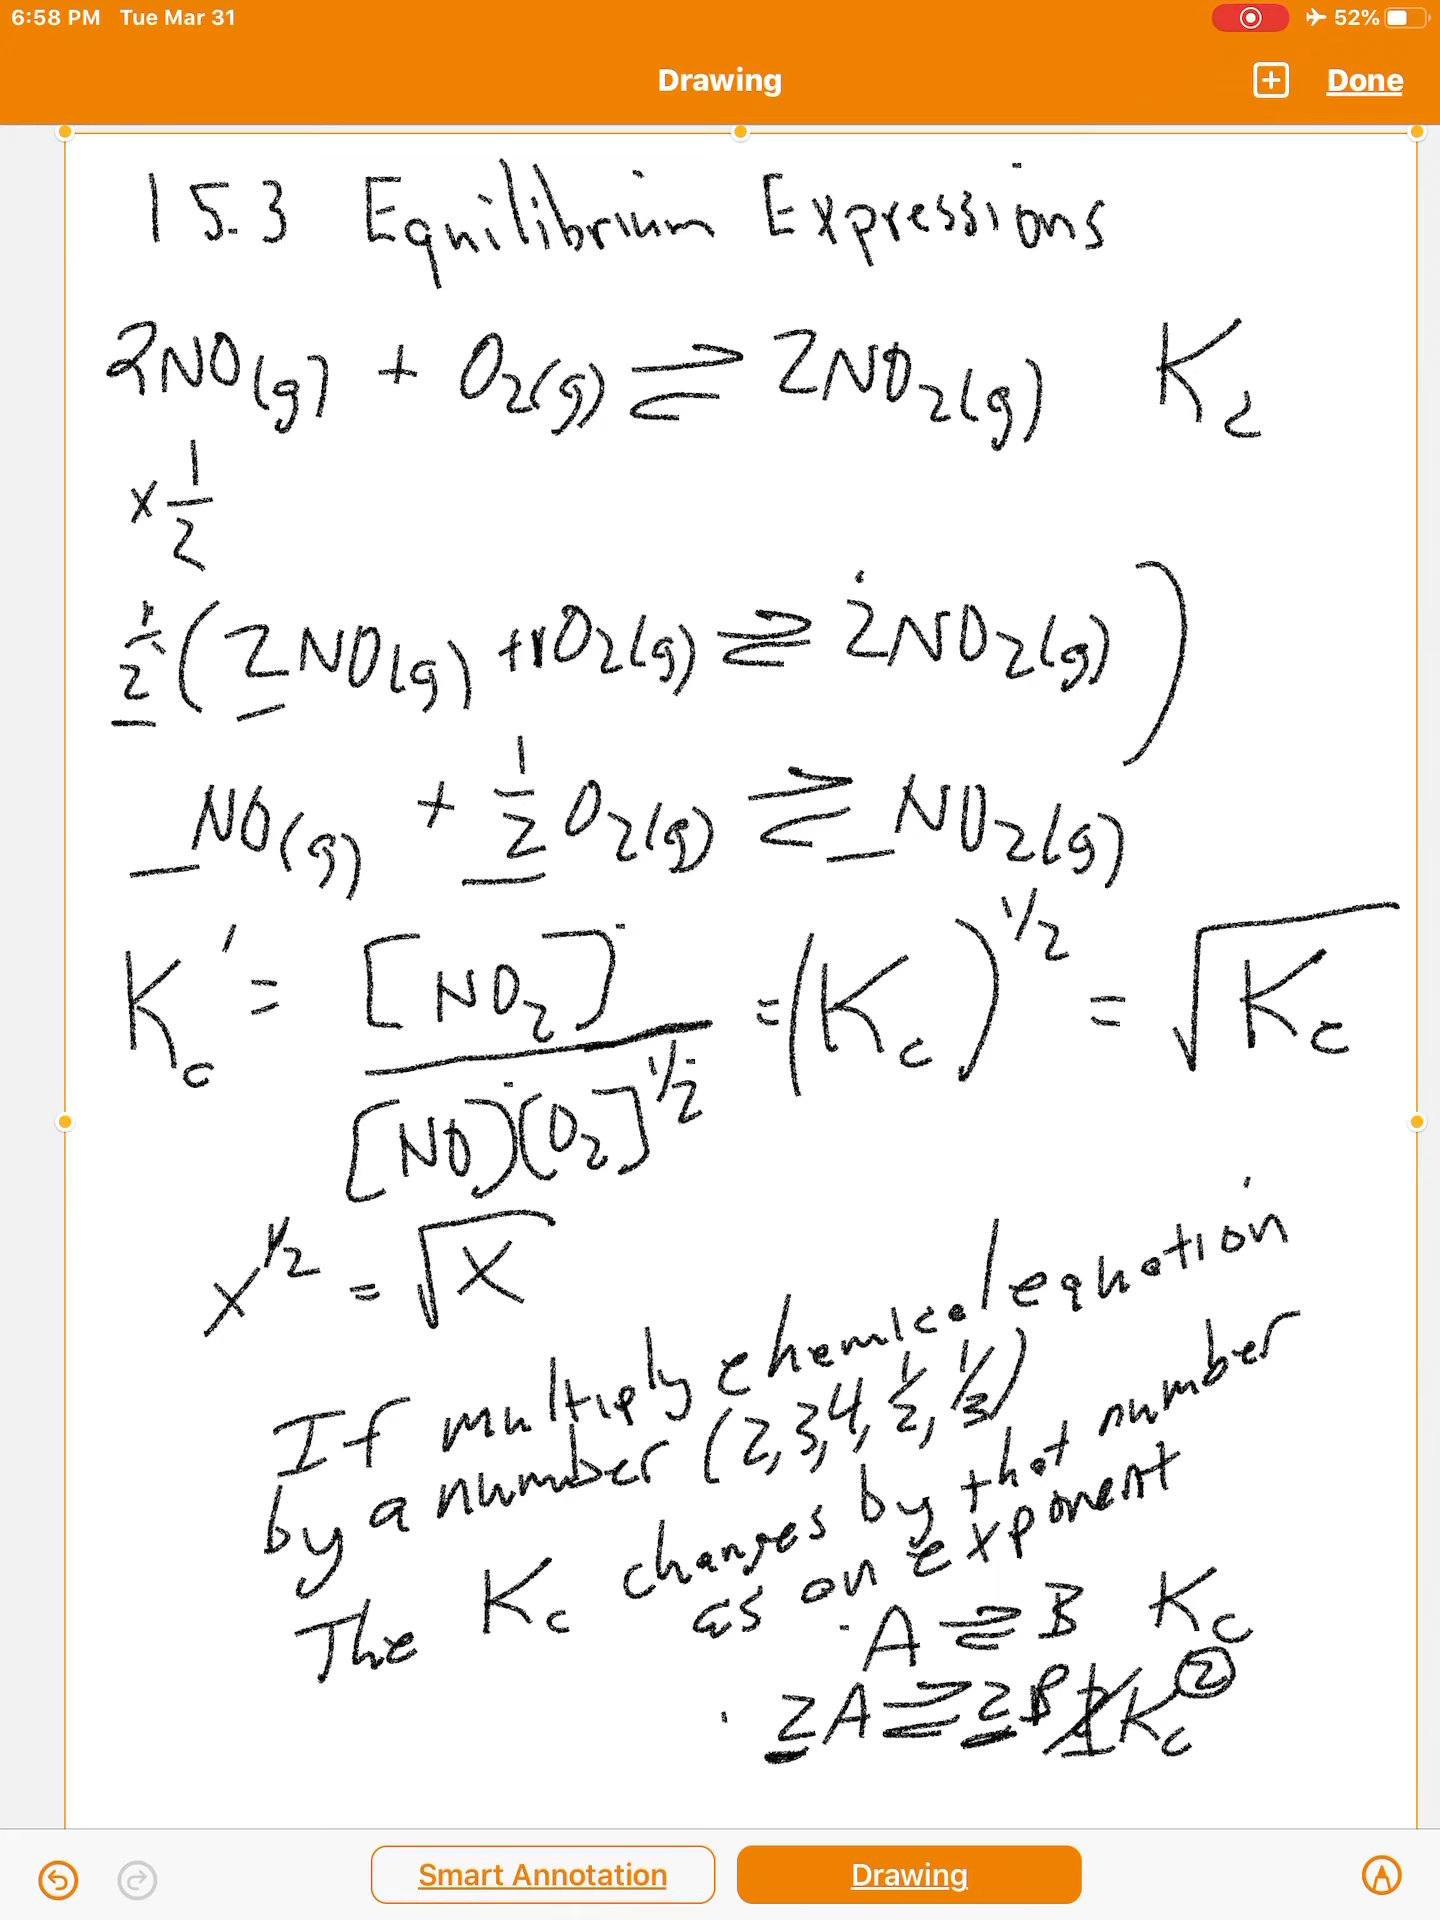 6:58 PM Tue Mar 31
52%
Drawing
Done
15.3 Equilibrium Expressions
2NO(g) + O2(g) ⇌ 2NO2(g) K2
x 1/2
1/2 (2NO(g) + 1O2(g) ⇌ 2NO2(g))
_NO(g) + 1/2 O2(g) ⇌ _NO2(g)
Kc' = [NO2] / [NO][O2]^1/2 = (Kc)^1/2 = √Kc
x^1/2 = √x
If multiply chemical equation
by a number (2,3,4, 1/2, 1/3)
The Kc changes by that number
as an exponent
A ⇌ B Kc
2A ⇌ 2B Kc^2
Smart Annotation
Drawing